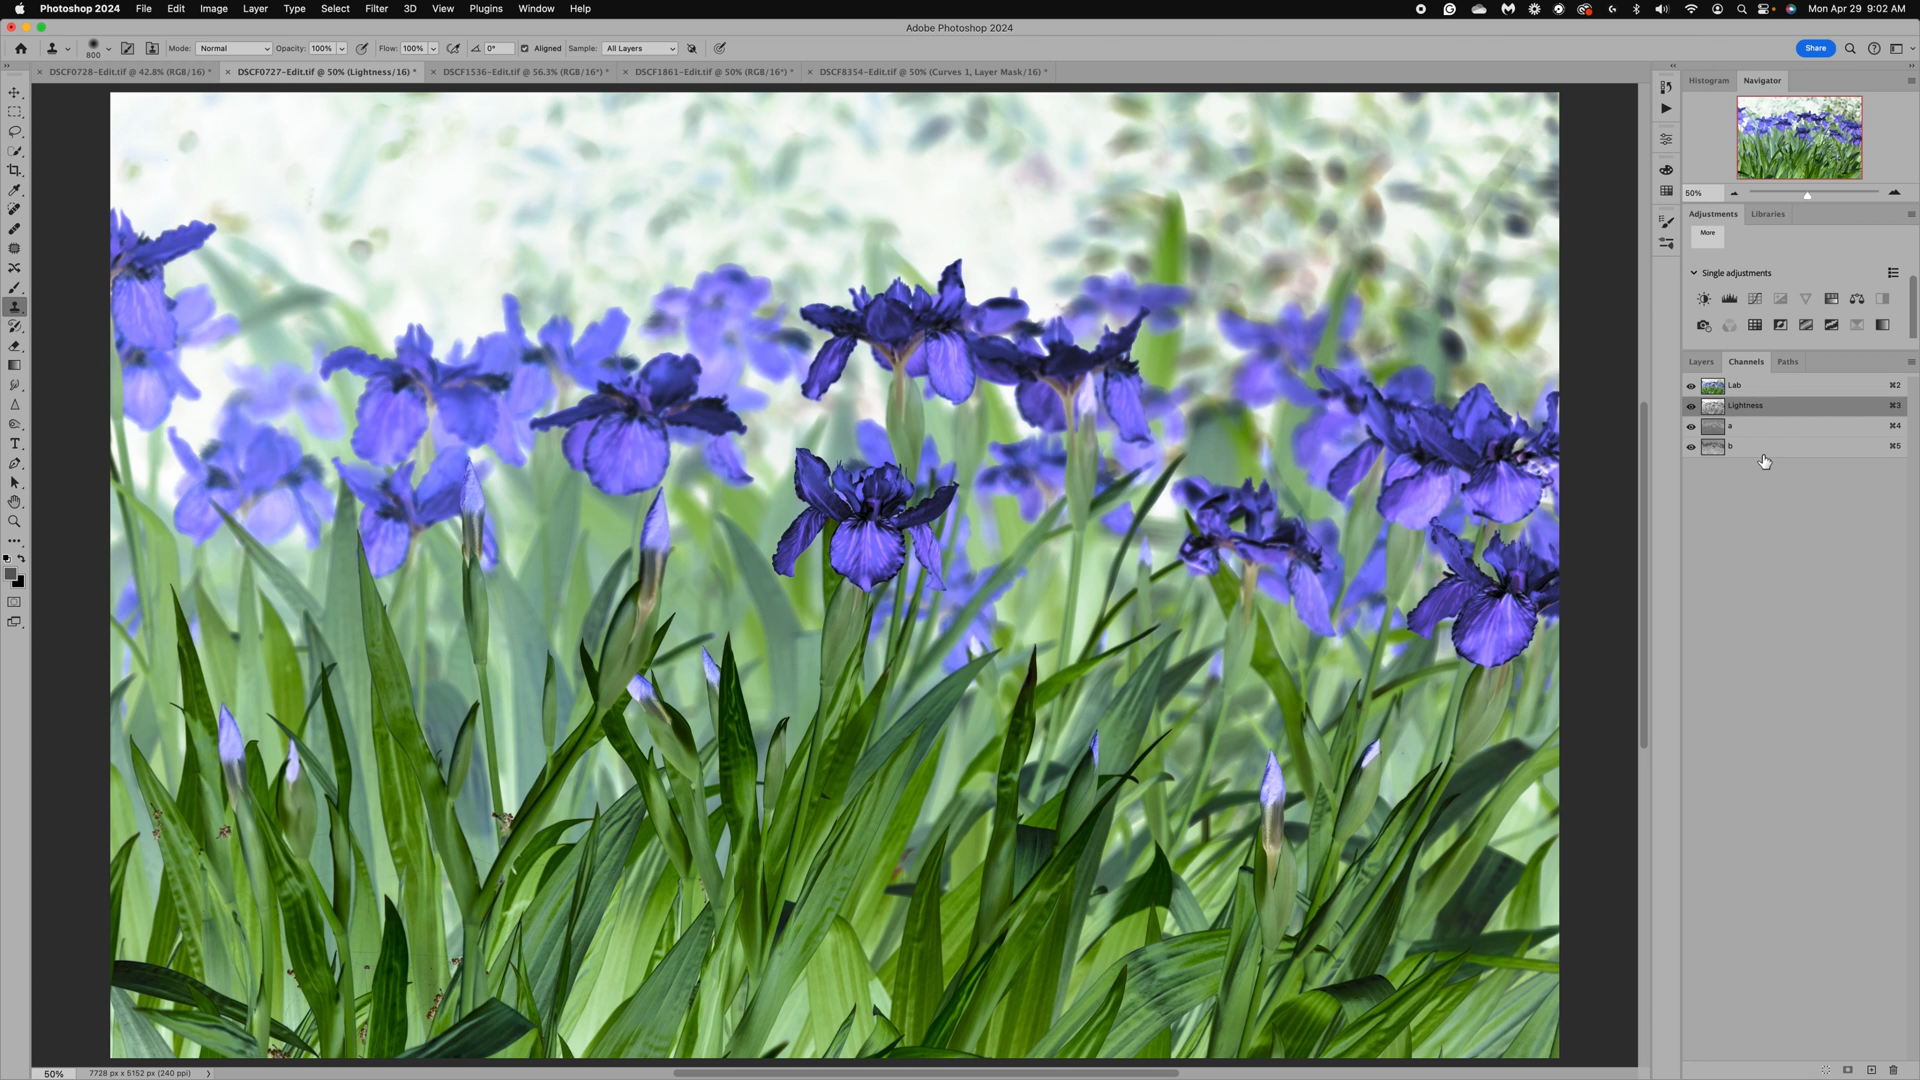 Photoshop 2024 File Edit Image Layer Type Select Filter 3D View Plugins Window Help Mon Apr 29 9:02 AM
Adobe Photoshop 2024
800 Mode: Normal Opacity: 100% Flow: 100% 0° Aligned Sample: All Layers Share
DSCF0728-Edit.tif @ 42.8% (RGB/16) * DSCF0727-Edit.tif @ 50% (Lightness/16) * DSCF1536-Edit.tif @ 56.3% (RGB/16*) * DSCF1861-Edit.tif @ 50% (RGB/16*) * DSCF8354-Edit.tif @ 50% (Curves 1, Layer Mask/16) *
Histogram Navigator
50%
Adjustments Libraries
More
Single adjustments
Layers Channels Paths
Lab ⌘2
Lightness ⌘3
a ⌘4
b ⌘5
50% 7728 px x 5152 px (240 ppi)